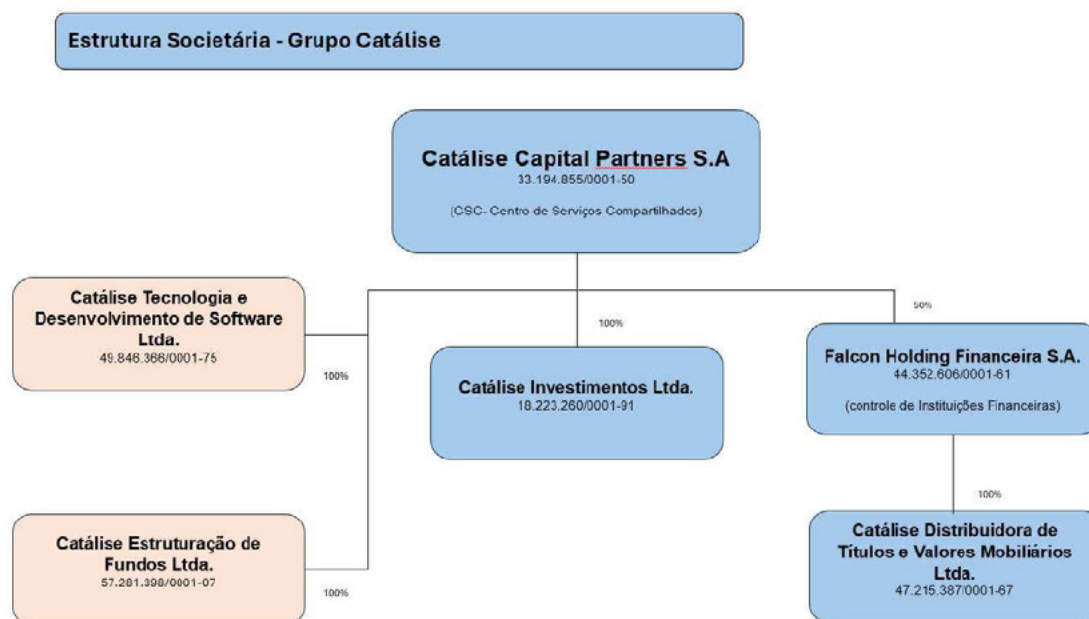 Estrutura Societária - Grupo Catálise
Catálise Capital Partners S.A
33.194.855/0001-50
(CSC- Centro de Serviços Compartilhados)
Catálise Tecnologia e
Desenvolvimento de Software
Ltda.
49.846.366/0001-75
100%
100%
Catálise Investimentos Ltda.
18.223.260/0001-91
50%
Falcon Holding Financeira S.A.
44.352.606/0001-61
(controle de Instituições Financeiras)
100%
Catálise Estruturação de
Fundos Ltda.
57.281.398/0001-07
100%
Catálise Distribuidora de
Títulos e Valores Mobiliários
Ltda.
47.215.387/0001-67